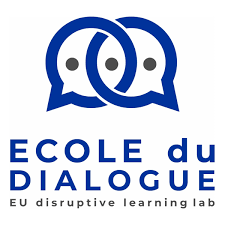 ECOLE du
DIALOGUE
EU disruptive learning lab